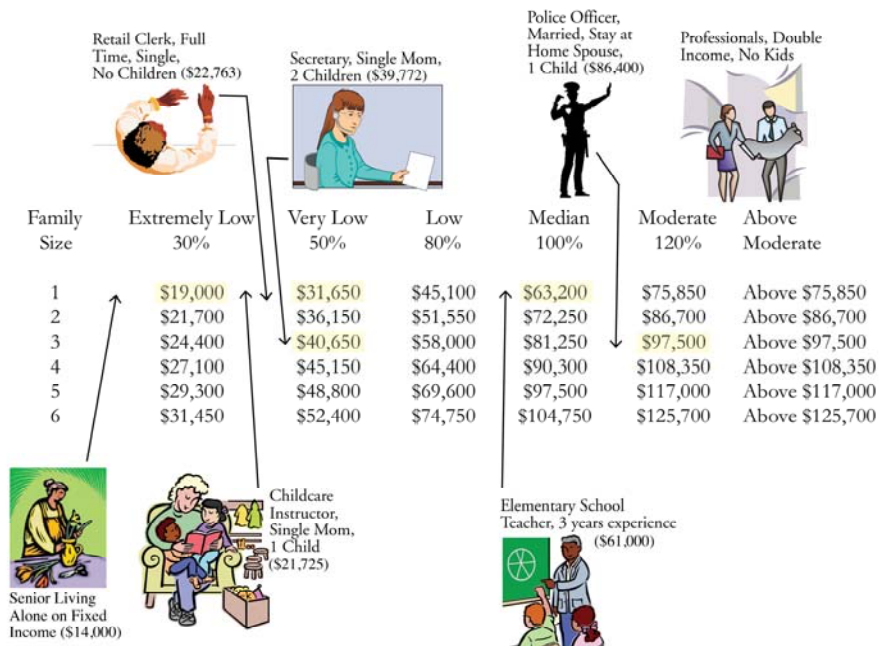 Retail Clerk, Full
Time, Single,
No Children ($22,763)
Secretary, Single Mom,
2 Children ($39,772)
Police Officer,
Married, Stay at
Home Spouse,
1 Child ($86,400)
Professionals, Double
Income, No Kids
Family Size Extremely Low 30% Very Low 50% Low 80% Median 100% Moderate 120% Above Moderate
1 $19,000 $31,650 $45,100 $63,200 $75,850 Above $75,850
2 $21,700 $36,150 $51,550 $72,250 $86,700 Above $86,700
3 $24,400 $40,650 $58,000 $81,250 $97,500 Above $97,500
4 $27,100 $45,150 $64,400 $90,300 $108,350 Above $108,350
5 $29,300 $48,800 $69,600 $97,500 $117,000 Above $117,000
6 $31,450 $52,400 $74,750 $104,750 $125,700 Above $125,700
Senior Living
Alone on Fixed
Income ($14,000)
Childcare
Instructor,
Single Mom,
1 Child
($21,725)
Elementary School
Teacher, 3 years experience
($61,000)